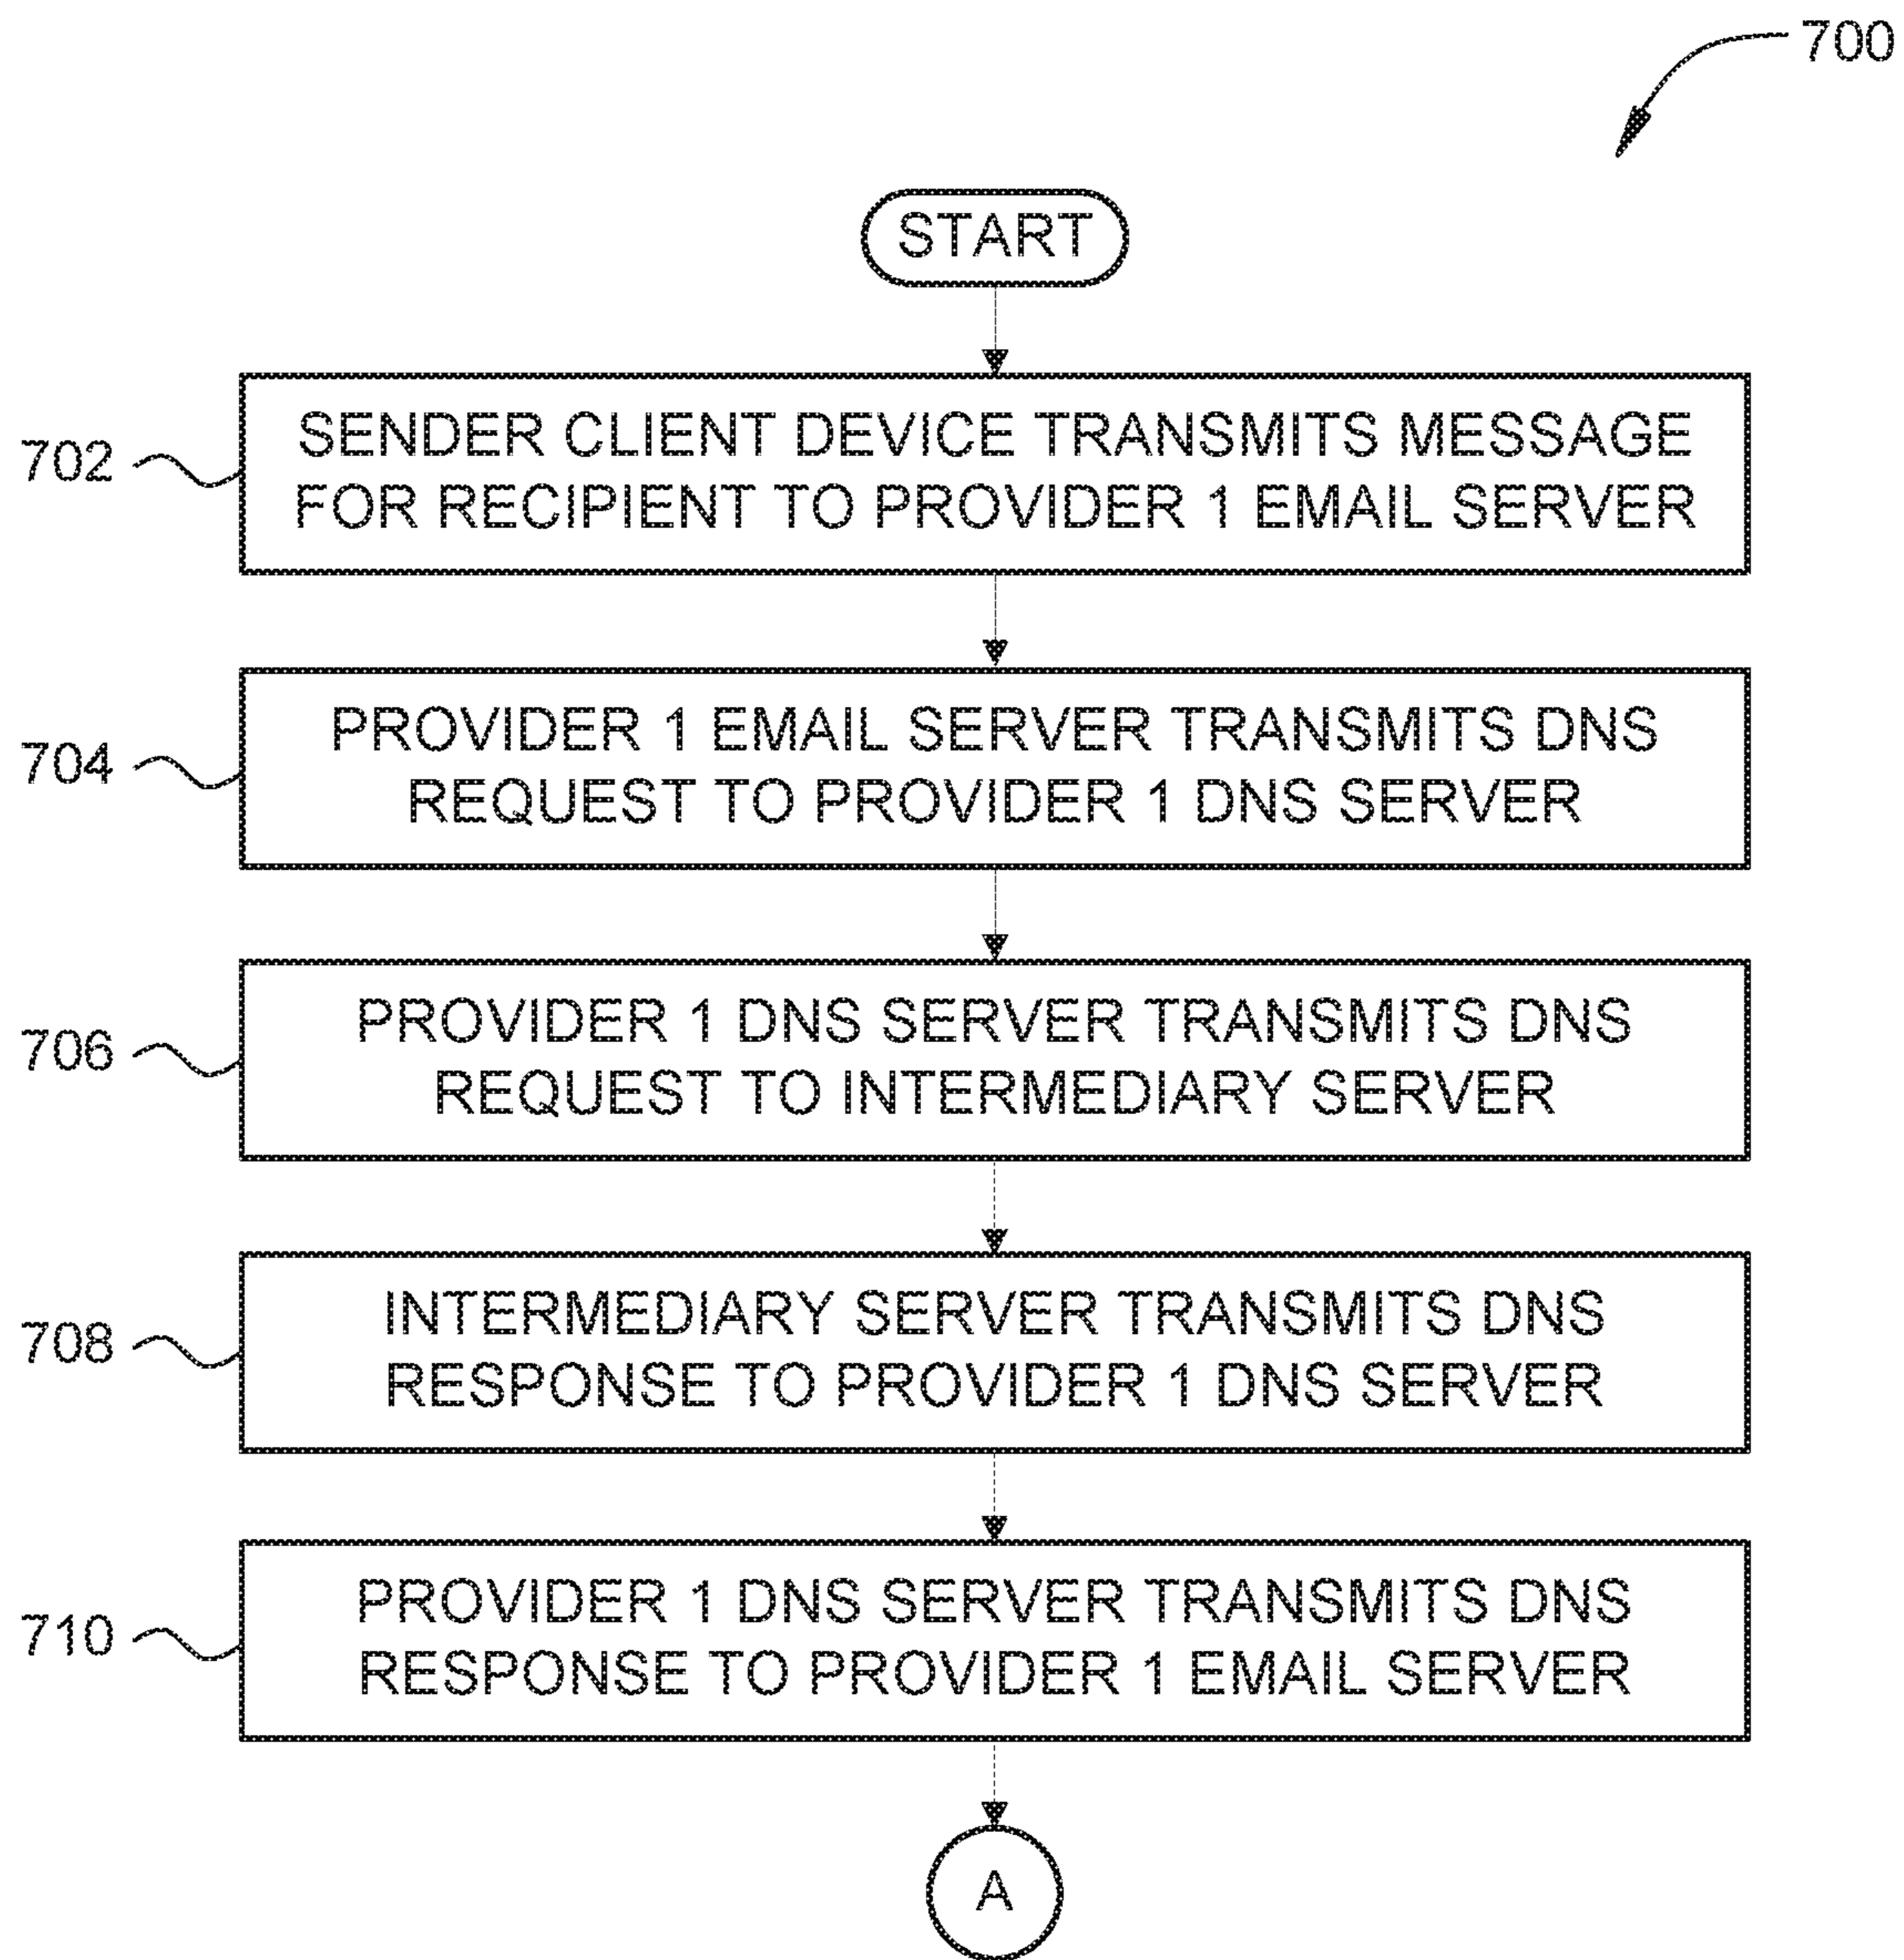 700
START
702
SENDER CLIENT DEVICE TRANSMITS MESSAGE
FOR RECIPIENT TO PROVIDER 1 EMAIL SERVER
704
PROVIDER 1 EMAIL SERVER TRANSMITS DNS
REQUEST TO PROVIDER 1 DNS SERVER
706
PROVIDER 1 DNS SERVER TRANSMITS DNS
REQUEST TO INTERMEDIARY SERVER
708
INTERMEDIARY SERVER TRANSMITS DNS
RESPONSE TO PROVIDER 1 DNS SERVER
710
PROVIDER 1 DNS SERVER TRANSMITS DNS
RESPONSE TO PROVIDER 1 EMAIL SERVER
A